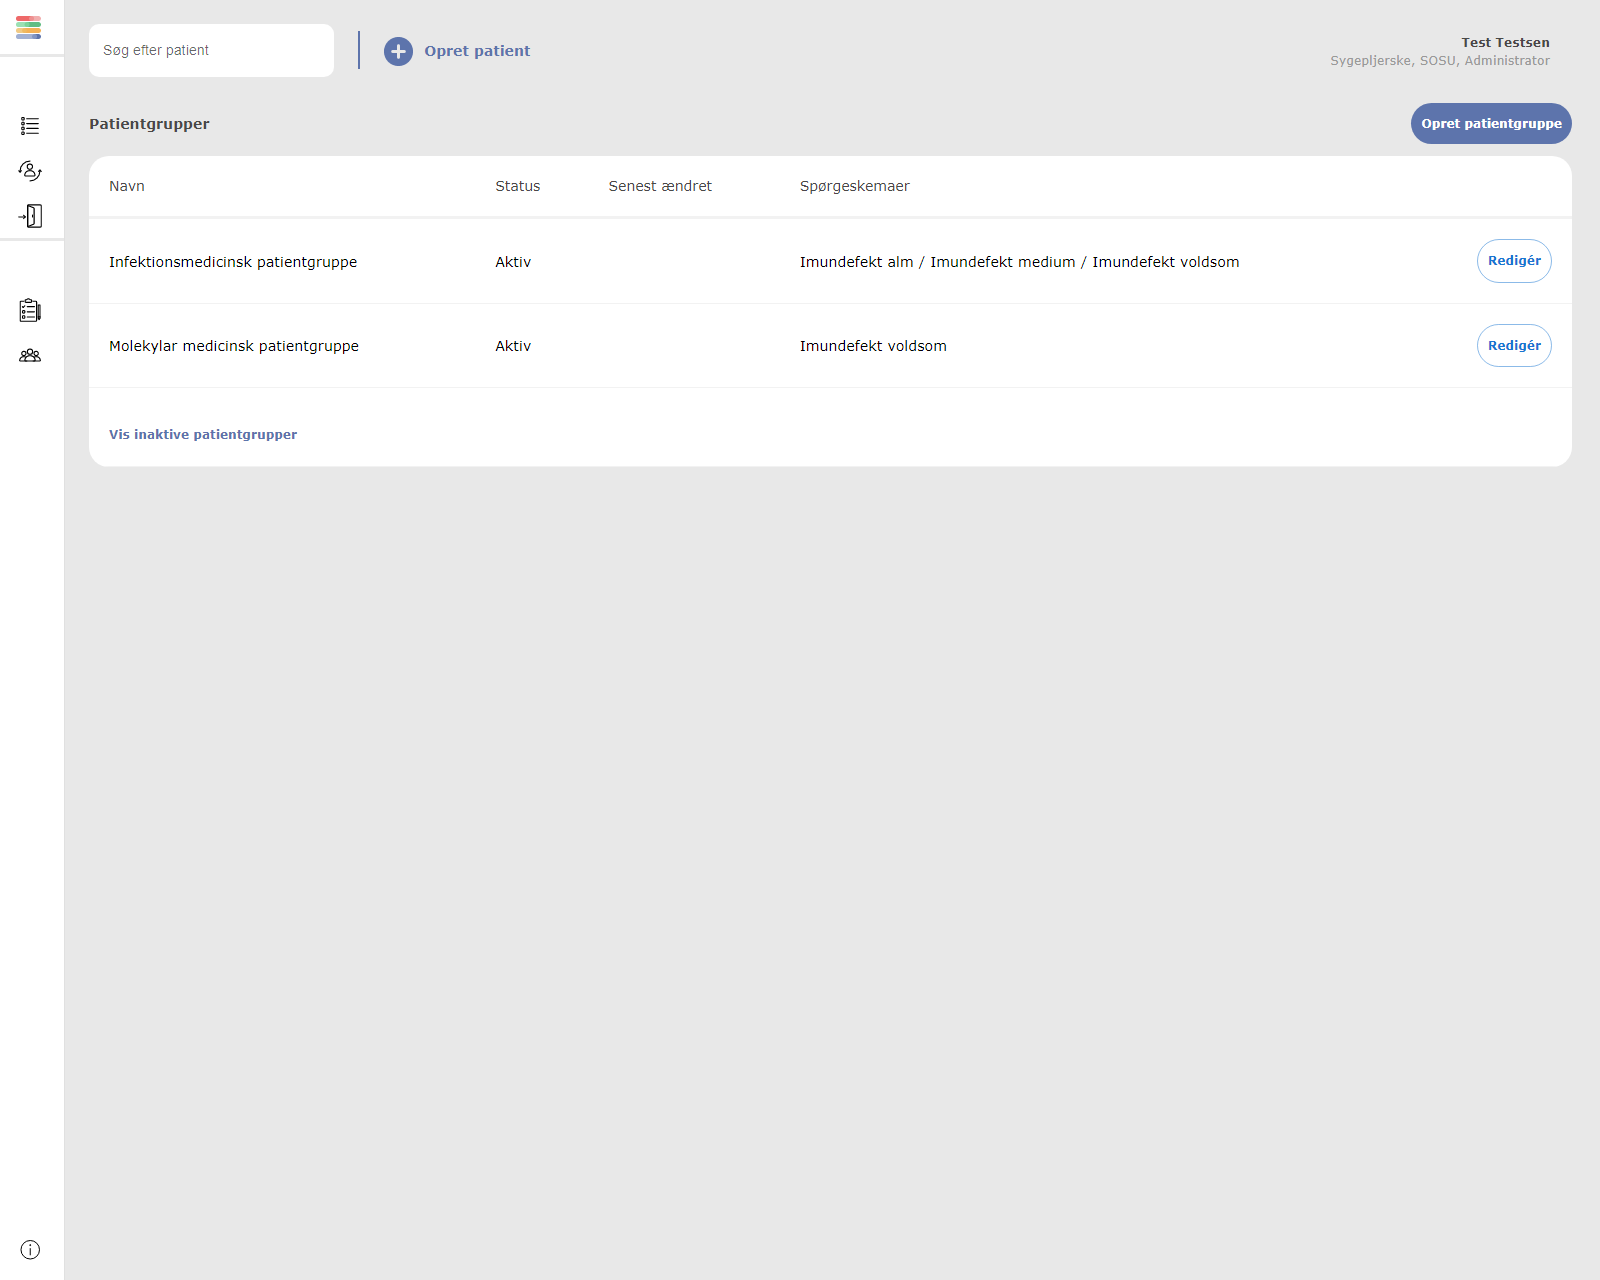 Søg efter patient
Opret patient
Test Testsen
Sygepljerske, SOSU, Administrator
Patientgrupper
Opret patientgruppe
Navn Status Senest ændret Spørgeskemaer
Infektionsmedicinsk patientgruppe Aktiv Imundefekt alm / Imundefekt medium / Imundefekt voldsom Redigér
Molekylar medicinsk patientgruppe Aktiv Imundefekt voldsom Redigér
Vis inaktive patientgrupper